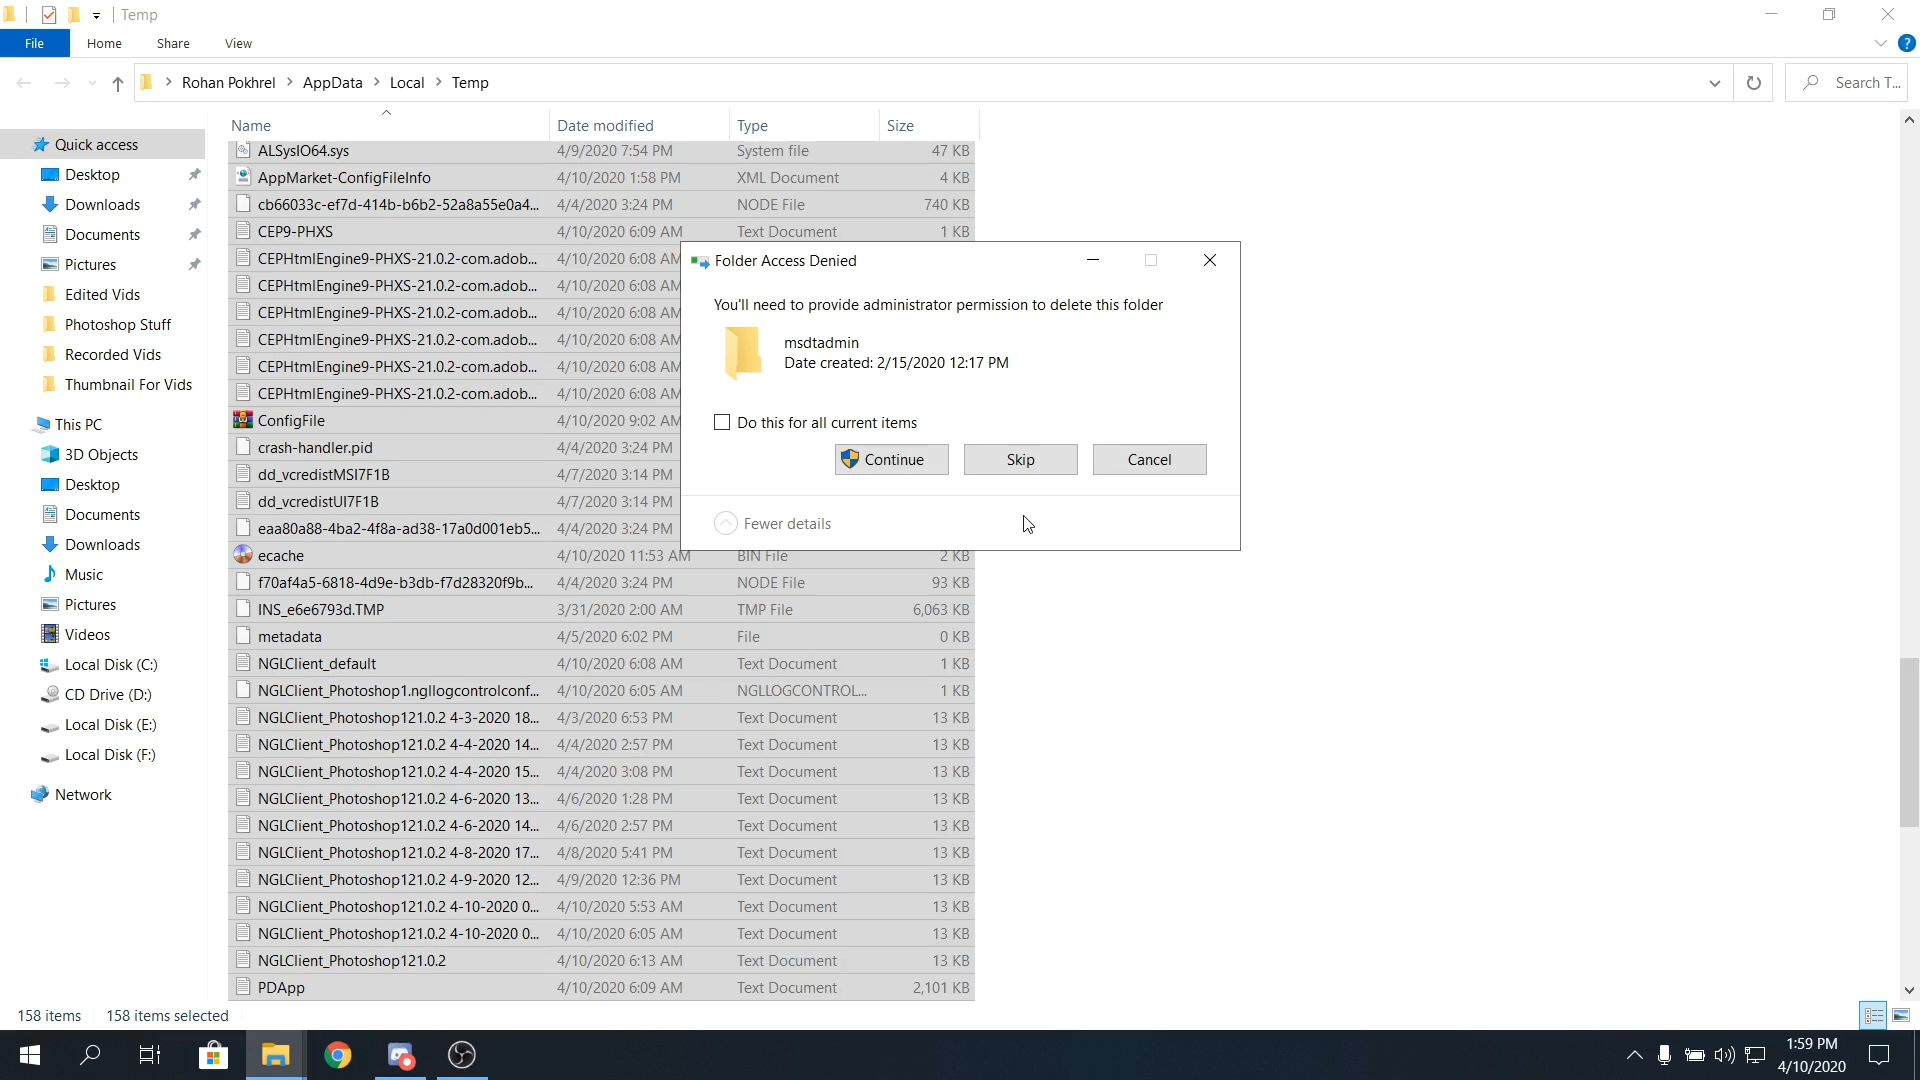 Temp
File Home Share View
Rohan Pokhrel AppData Local Temp
Search T...
Name Date modified Type Size
Quick access
Desktop
Downloads
Documents
Pictures
Edited Vids
Photoshop Stuff
Recorded Vids
Thumbnail For Vids
This PC
3D Objects
Desktop
Documents
Downloads
Music
Pictures
Videos
Local Disk (C:)
CD Drive (D:)
Local Disk (E:)
Local Disk (F:)
Network
ALSysIO64.sys 4/9/2020 7:54 PM System file 47 KB
AppMarket-ConfigFileInfo 4/10/2020 1:58 PM XML Document 4 KB
cb66033c-ef7d-414b-b6b2-52a8a55e0a4... 4/4/2020 3:24 PM NODE File 740 KB
CEP9-PHXS 4/10/2020 6:09 AM Text Document 1 KB
CEPHtmlEngine9-PHXS-21.0.2-com.adob... 4/10/2020 6:08 AM
CEPHtmlEngine9-PHXS-21.0.2-com.adob... 4/10/2020 6:08 AM
CEPHtmlEngine9-PHXS-21.0.2-com.adob... 4/10/2020 6:08 AM
CEPHtmlEngine9-PHXS-21.0.2-com.adob... 4/10/2020 6:08 AM
CEPHtmlEngine9-PHXS-21.0.2-com.adob... 4/10/2020 6:08 AM
CEPHtmlEngine9-PHXS-21.0.2-com.adob... 4/10/2020 6:08 AM
ConfigFile 4/10/2020 9:02 AM
crash-handler.pid 4/4/2020 3:24 PM
dd_vcredistMSI7F1B 4/7/2020 3:14 PM
dd_vcredistUI7F1B 4/7/2020 3:14 PM
eaa80a88-4ba2-4f8a-ad38-17a0d001eb5... 4/4/2020 3:24 PM
ecache 4/10/2020 11:53 AM BIN File 2 KB
f70af4a5-6818-4d9e-b3db-f7d28320f9b... 4/4/2020 3:24 PM NODE File 93 KB
INS_e6e6793d.TMP 3/31/2020 2:00 AM TMP File 6,063 KB
metadata 4/5/2020 6:02 PM File 0 KB
NGLClient_default 4/10/2020 6:08 AM Text Document 1 KB
NGLClient_Photoshop1.ngllogcontrolconf... 4/10/2020 6:05 AM NGLLOGCONTROL... 1 KB
NGLClient_Photoshop121.0.2 4-3-2020 18... 4/3/2020 6:53 PM Text Document 13 KB
NGLClient_Photoshop121.0.2 4-4-2020 14... 4/4/2020 2:57 PM Text Document 13 KB
NGLClient_Photoshop121.0.2 4-4-2020 15... 4/4/2020 3:08 PM Text Document 13 KB
NGLClient_Photoshop121.0.2 4-6-2020 13... 4/6/2020 1:28 PM Text Document 13 KB
NGLClient_Photoshop121.0.2 4-6-2020 14... 4/6/2020 2:57 PM Text Document 13 KB
NGLClient_Photoshop121.0.2 4-8-2020 17... 4/8/2020 5:41 PM Text Document 13 KB
NGLClient_Photoshop121.0.2 4-9-2020 12... 4/9/2020 12:36 PM Text Document 13 KB
NGLClient_Photoshop121.0.2 4-10-2020 0... 4/10/2020 5:53 AM Text Document 13 KB
NGLClient_Photoshop121.0.2 4-10-2020 0... 4/10/2020 6:05 AM Text Document 13 KB
NGLClient_Photoshop121.0.2 4/10/2020 6:13 AM Text Document 13 KB
PDApp 4/10/2020 6:09 AM Text Document 2,101 KB
Folder Access Denied
You'll need to provide administrator permission to delete this folder
msdtadmin
Date created: 2/15/2020 12:17 PM
Do this for all current items
Continue Skip Cancel
Fewer details
158 items 158 items selected
1:59 PM
4/10/2020